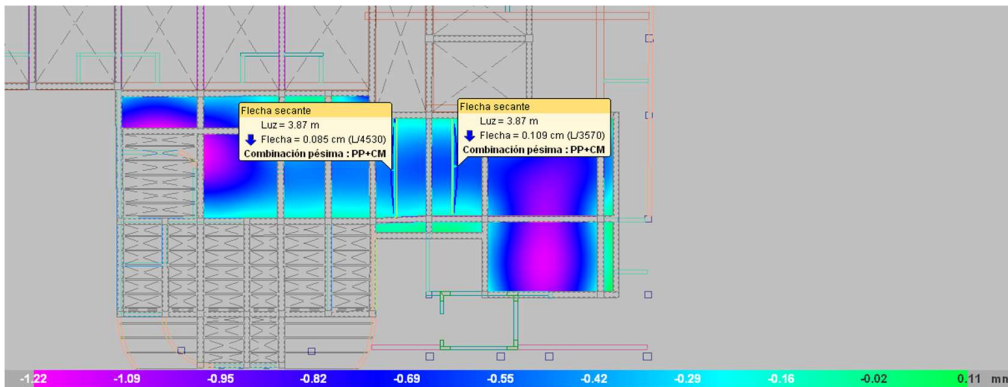 Flecha secante
Luz = 3.87 m
Flecha = 0.085 cm (L/4530)
Combinación pésima : PP+CM
Flecha secante
Luz = 3.87 m
Flecha = 0.109 cm (L/3570)
Combinación pésima : PP+CM
-1.22 -1.09 -0.95 -0.82 -0.69 -0.55 -0.42 -0.29 -0.16 -0.02 0.11 mm